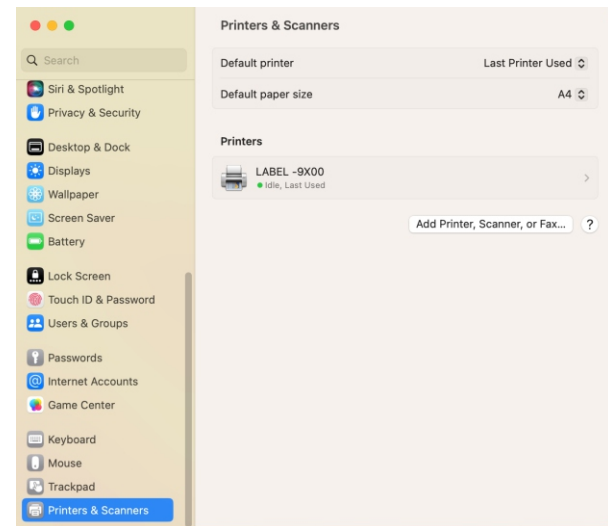 Search
Siri & Spotlight
Privacy & Security
Desktop & Dock
Displays
Wallpaper
Screen Saver
Battery
Lock Screen
Touch ID & Password
Users & Groups
Passwords
Internet Accounts
Game Center
Keyboard
Mouse
Trackpad
Printers & Scanners
Printers & Scanners
Default printer Last Printer Used
Default paper size A4
Printers
LABEL -9X00
Idle, Last Used
Add Printer, Scanner, or Fax... ?